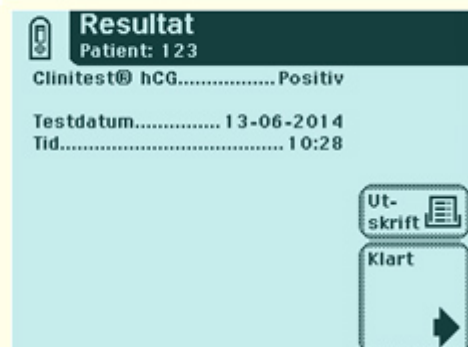 Resultat
Patient: 123
Clinitest® hCG................Positiv
Testdatum...............13-06-2014
Tid.......................................10:28
Ut-
skrift
Klart